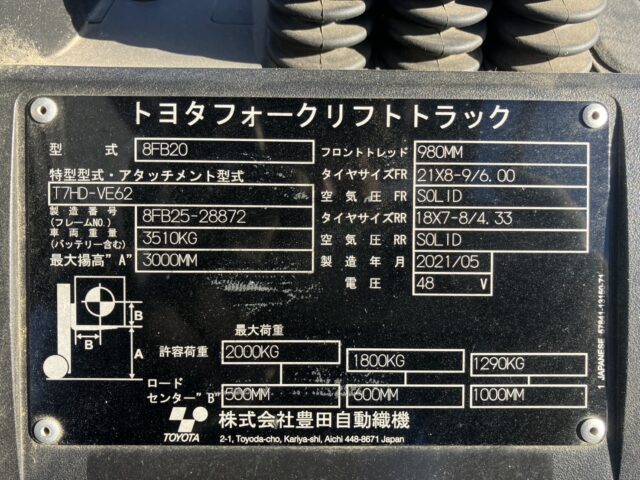 トヨタフォークリフトトラック
型 式 8FB20 フロントトレッド 980MM
特型型式・アタッチメント型式 タイヤサイズFR 21X8-9/6.00
T7HD-VE62 空 気 圧 FR SOLID
製造番号 (フレームNO.) 8FB25-28872 タイヤサイズRR 18X7-8/4.33
車両重量 (バッテリー含む) 3510KG 空 気 圧 RR SOLID
最大揚高"A" 3000MM 製 造 年 月 2021/05
電 圧 48 V
B
B
A
最大荷重
許容荷重 2000KG 1800KG 1290KG
ロード
センター"B" 500MM 600MM 1000MM
TOYOTA 株式会社豊田自動織機
2-1, Toyoda-cho, Kariya-shi, Aichi 448-8671 Japan